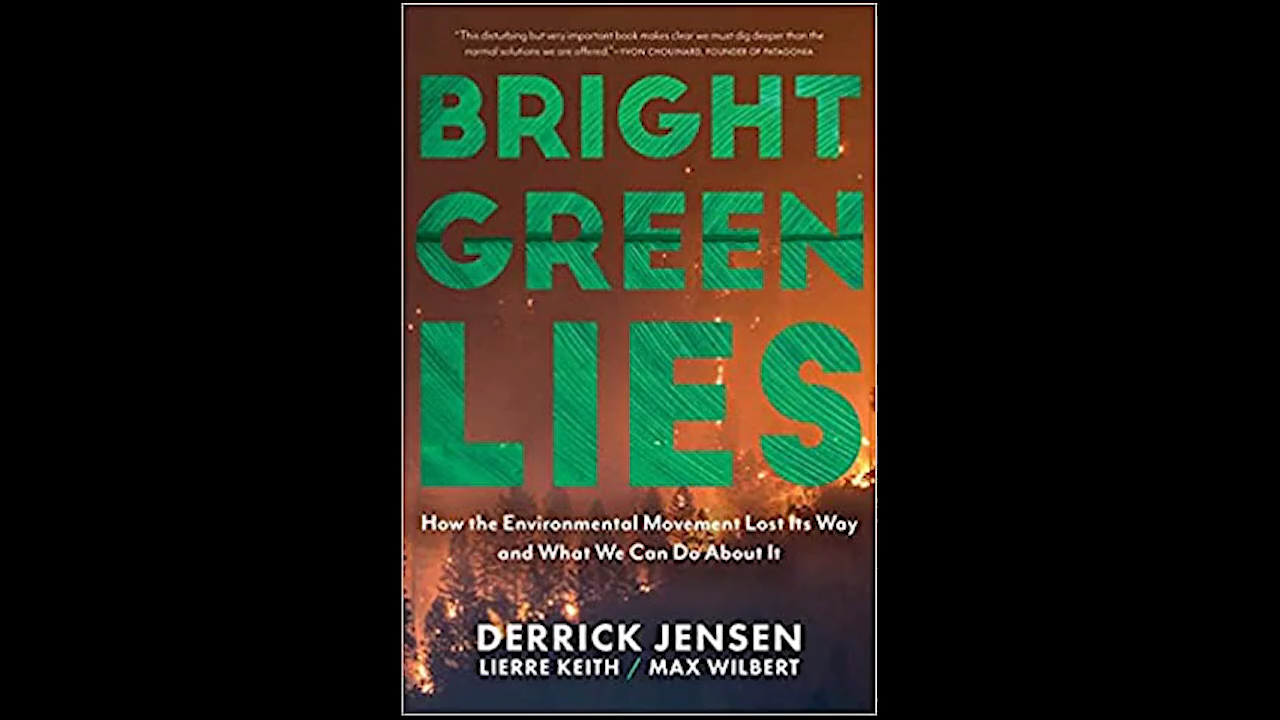 "This disturbing but very important book makes clear we must dig deeper than the
normal solutions we are offered."—YVON CHOUINARD, FOUNDER OF PATAGONIA
BRIGHT
GREEN
LIES
How the Environmental Movement Lost Its Way
and What We Can Do About It
DERRICK JENSEN
LIERRE KEITH / MAX WILBERT